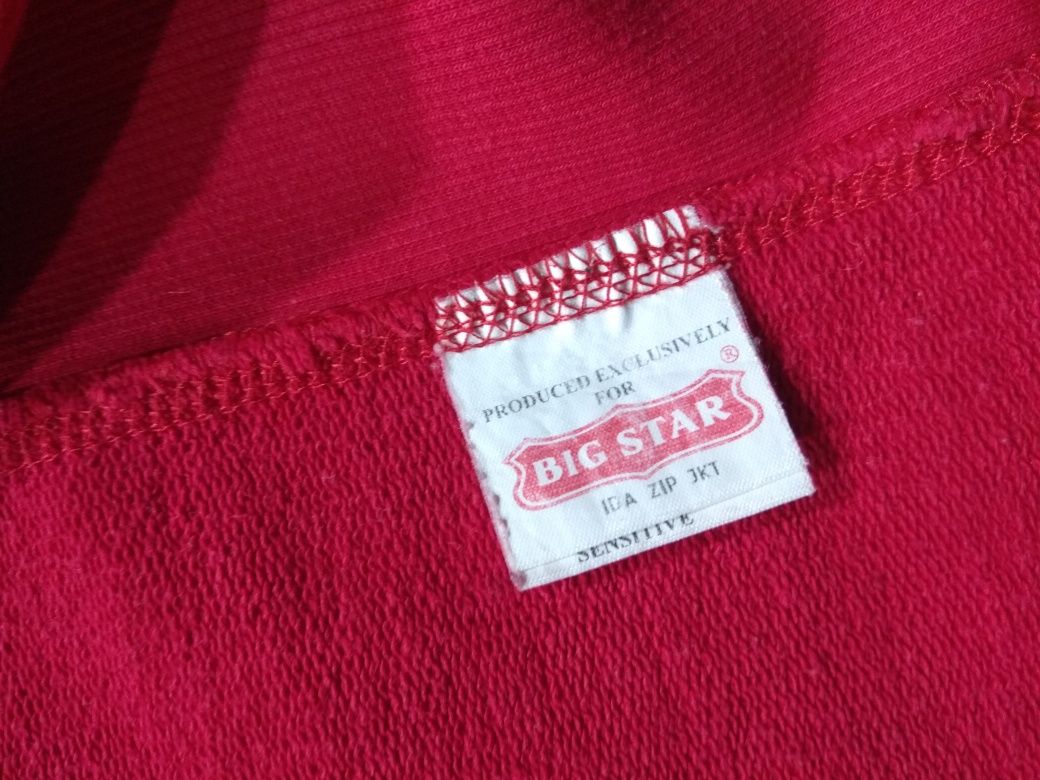 PRODUCED EXCLUSIVELY
FOR
®
BIG STAR
IDA ZIP JKT
SENSITIVE